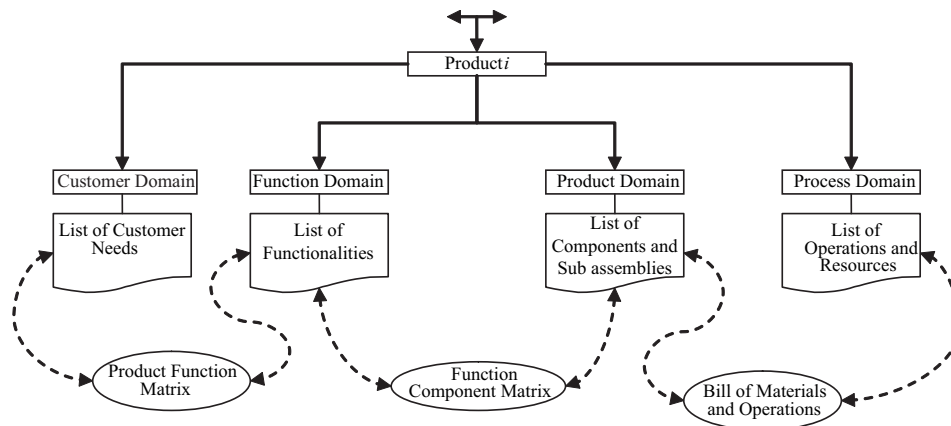 Product i
Customer Domain
Function Domain
Product Domain
Process Domain
List of Customer
Needs
List of
Functionalities
List of
Components and
Sub assemblies
List of
Operations and
Resources
Product Function
Matrix
Function
Component Matrix
Bill of Materials
and Operations